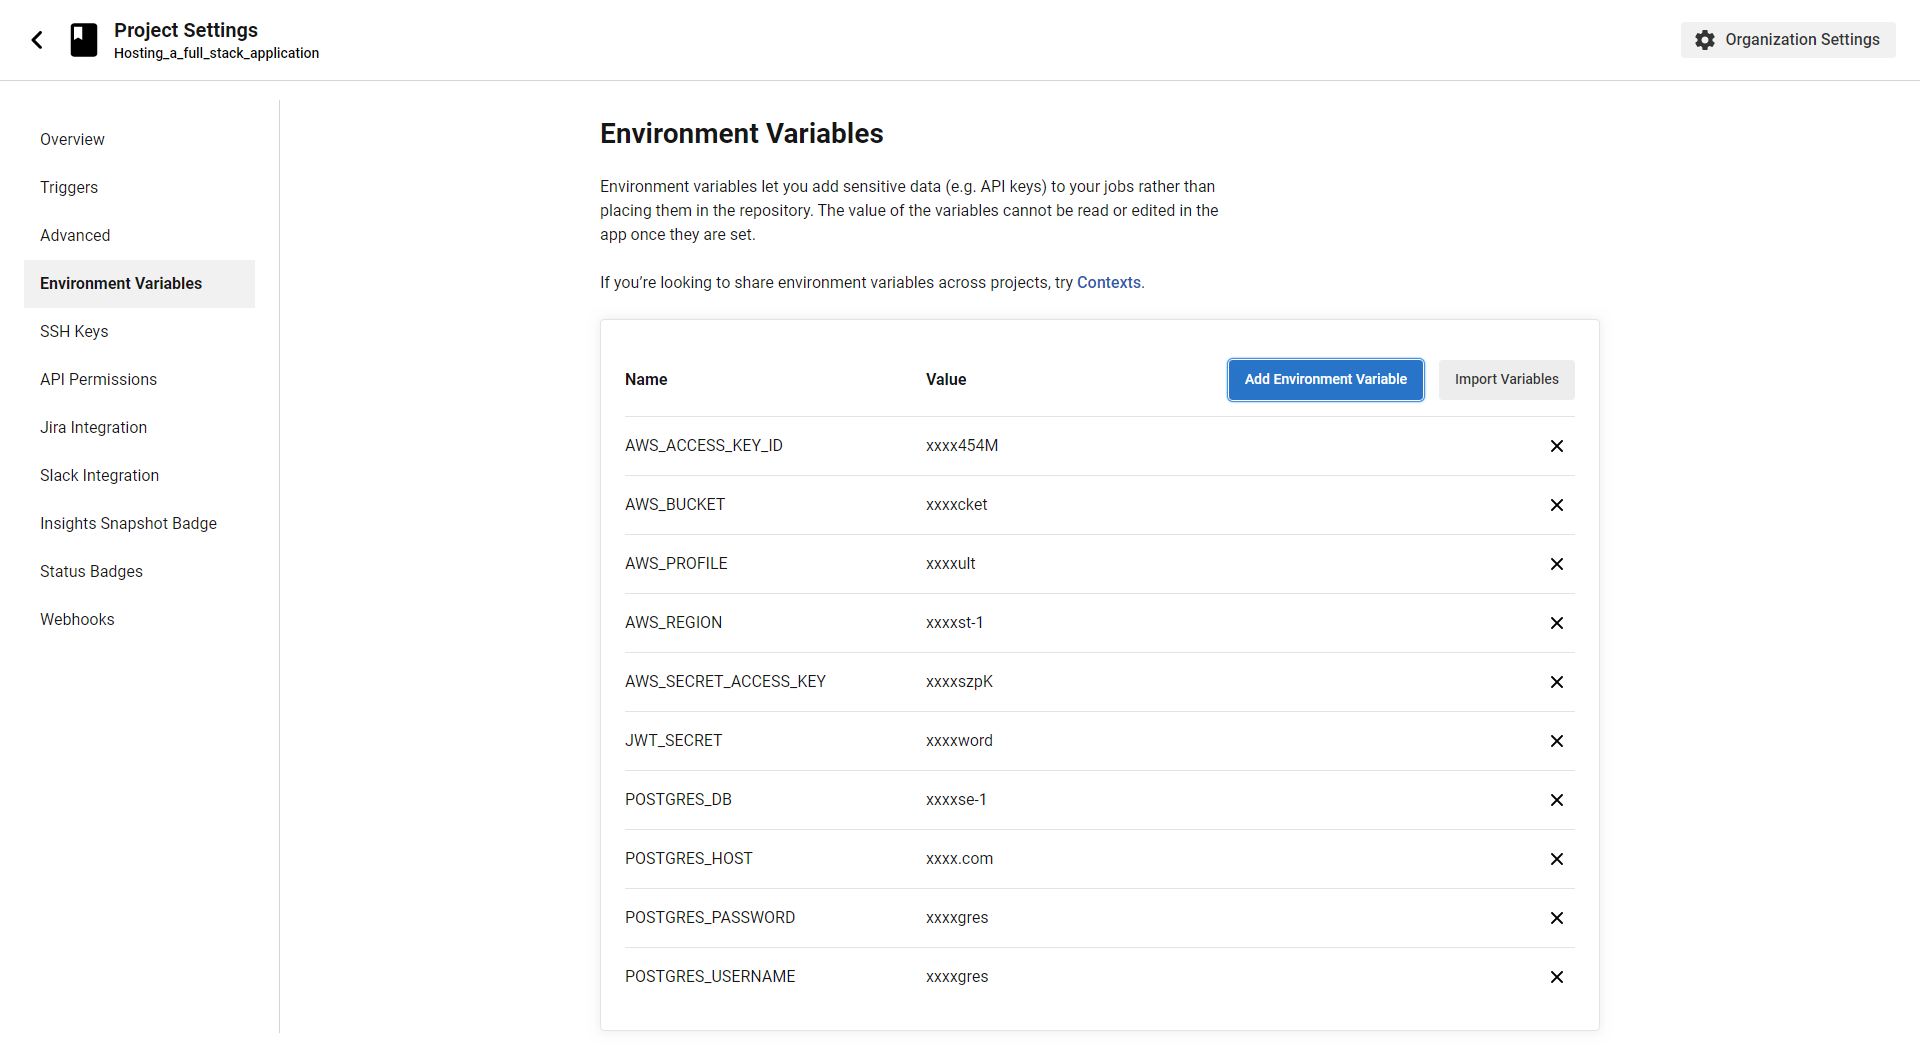 Project Settings
Hosting_a_full_stack_application
Organization Settings
Overview
Triggers
Advanced
Environment Variables
SSH Keys
API Permissions
Jira Integration
Slack Integration
Insights Snapshot Badge
Status Badges
Webhooks
Environment Variables
Environment variables let you add sensitive data (e.g. API keys) to your jobs rather than
placing them in the repository. The value of the variables cannot be read or edited in the
app once they are set.
If you’re looking to share environment variables across projects, try Contexts.
Name Value Add Environment Variable Import Variables
AWS_ACCESS_KEY_ID xxxx454M
AWS_BUCKET xxxxcket
AWS_PROFILE xxxxult
AWS_REGION xxxxst-1
AWS_SECRET_ACCESS_KEY xxxxszpK
JWT_SECRET xxxxword
POSTGRES_DB xxxxse-1
POSTGRES_HOST xxxx.com
POSTGRES_PASSWORD xxxxgres
POSTGRES_USERNAME xxxxgres